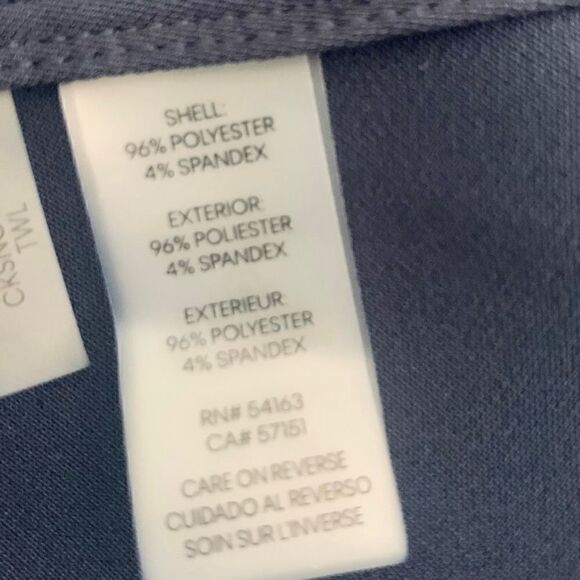 SHELL:
96% POLYESTER
4% SPANDEX
EXTERIOR:
96% POLIESTER
4% SPANDEX
EXTERIEUR:
96% POLYESTER
4% SPANDEX
RN# 54163
CA# 57151
CARE ON REVERSE
CUIDADO AL REVERSO
SOIN SUR L'INVERSE
TWL